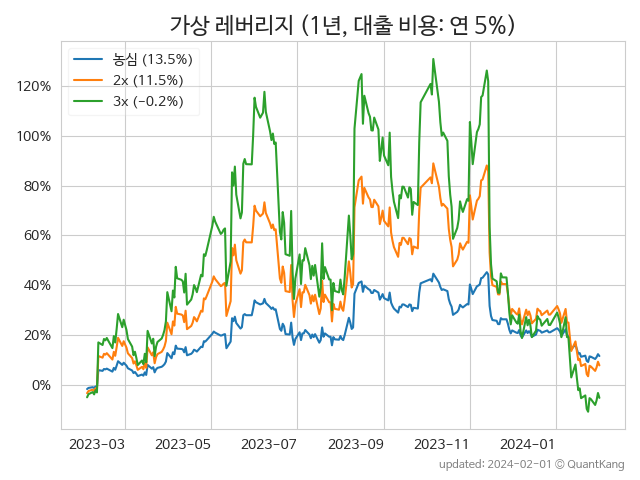 가상 레버리지 (1년, 대출 비용: 연 5%)
농심 (13.5%)
2x (11.5%)
3x (-0.2%)
120%
100%
80%
60%
40%
20%
0%
2023-03 2023-05 2023-07 2023-09 2023-11 2024-01
updated: 2024-02-01 © QuantKang